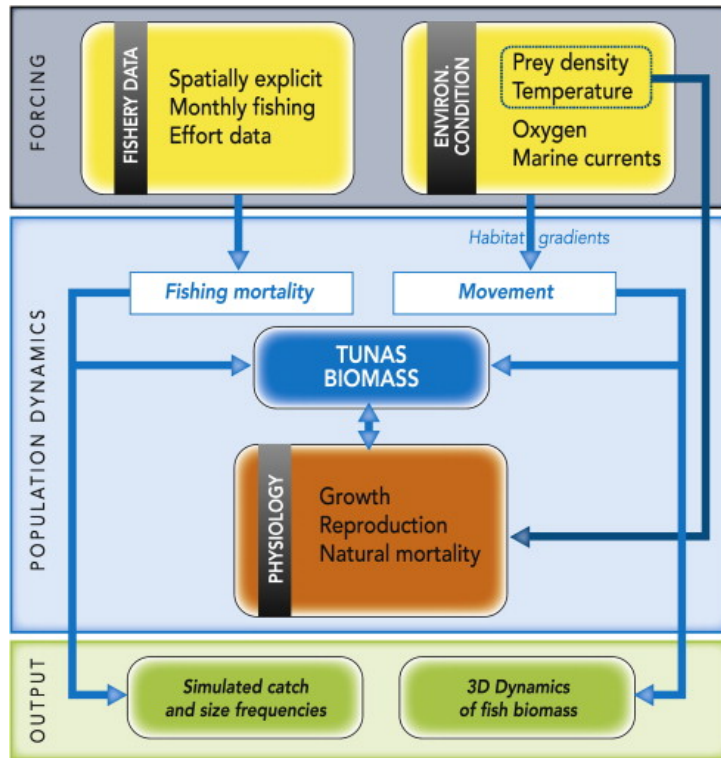 FORCING
FISHERY DATA
Spatially explicit
Monthly fishing
Effort data
ENVIRON.
CONDITION
Prey density
Temperature
Oxygen
Marine currents
POPULATION DYNAMICS
Habitat gradients
Fishing mortality
Movement
TUNAS
BIOMASS
PHYSIOLOGY
Growth
Reproduction
Natural mortality
OUTPUT
Simulated catch
and size frequencies
3D Dynamics
of fish biomass